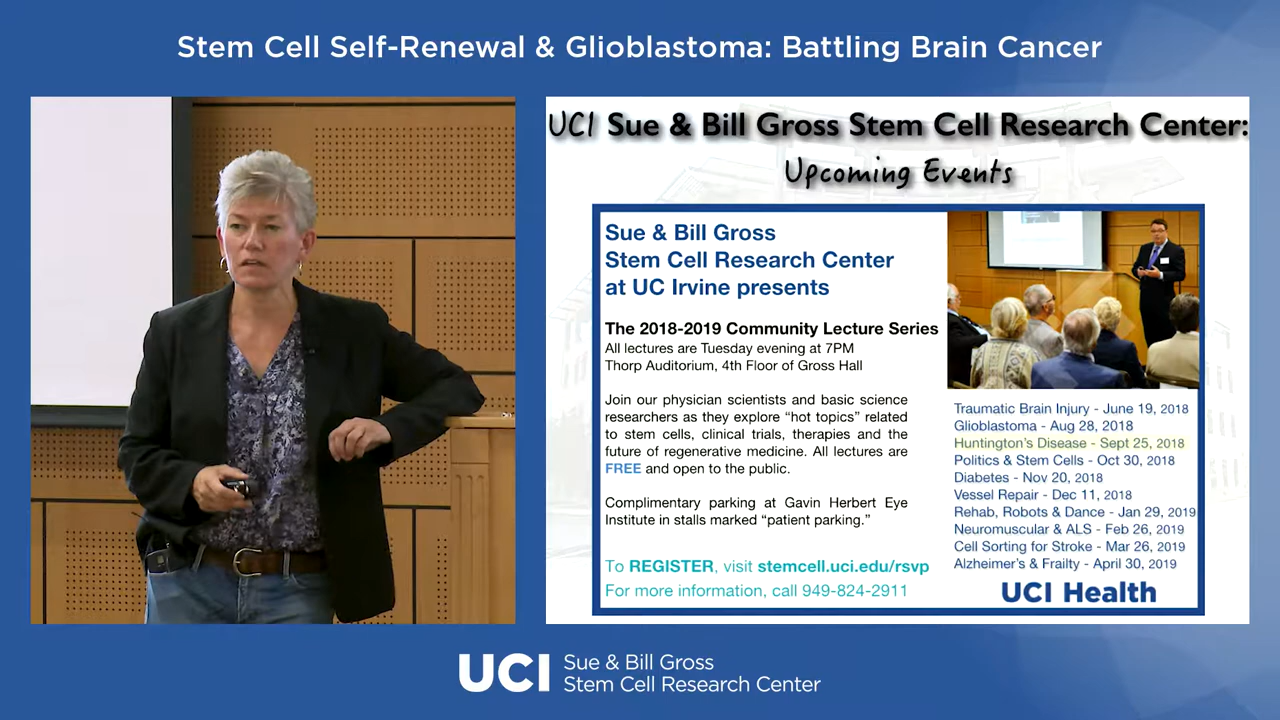 Stem Cell Self-Renewal & Glioblastoma: Battling Brain Cancer
UCI Sue & Bill Gross Stem Cell Research Center:
Upcoming Events
Sue & Bill Gross
Stem Cell Research Center
at UC Irvine presents
The 2018-2019 Community Lecture Series
All lectures are Tuesday evening at 7PM
Thorp Auditorium, 4th Floor of Gross Hall
Join our physician scientists and basic science
researchers as they explore “hot topics” related
to stem cells, clinical trials, therapies and the
future of regenerative medicine. All lectures are
FREE and open to the public.
Complimentary parking at Gavin Herbert Eye
Institute in stalls marked “patient parking.”
To REGISTER, visit stemcell.uci.edu/rsvp
For more information, call 949-824-2911
Traumatic Brain Injury - June 19, 2018
Glioblastoma - Aug 28, 2018
Huntington’s Disease - Sept 25, 2018
Politics & Stem Cells - Oct 30, 2018
Diabetes - Nov 20, 2018
Vessel Repair - Dec 11, 2018
Rehab, Robots & Dance - Jan 29, 2019
Neuromuscular & ALS - Feb 26, 2019
Cell Sorting for Stroke - Mar 26, 2019
Alzheimer’s & Frailty - April 30, 2019
UCI Health
UCI Sue & Bill Gross
Stem Cell Research Center